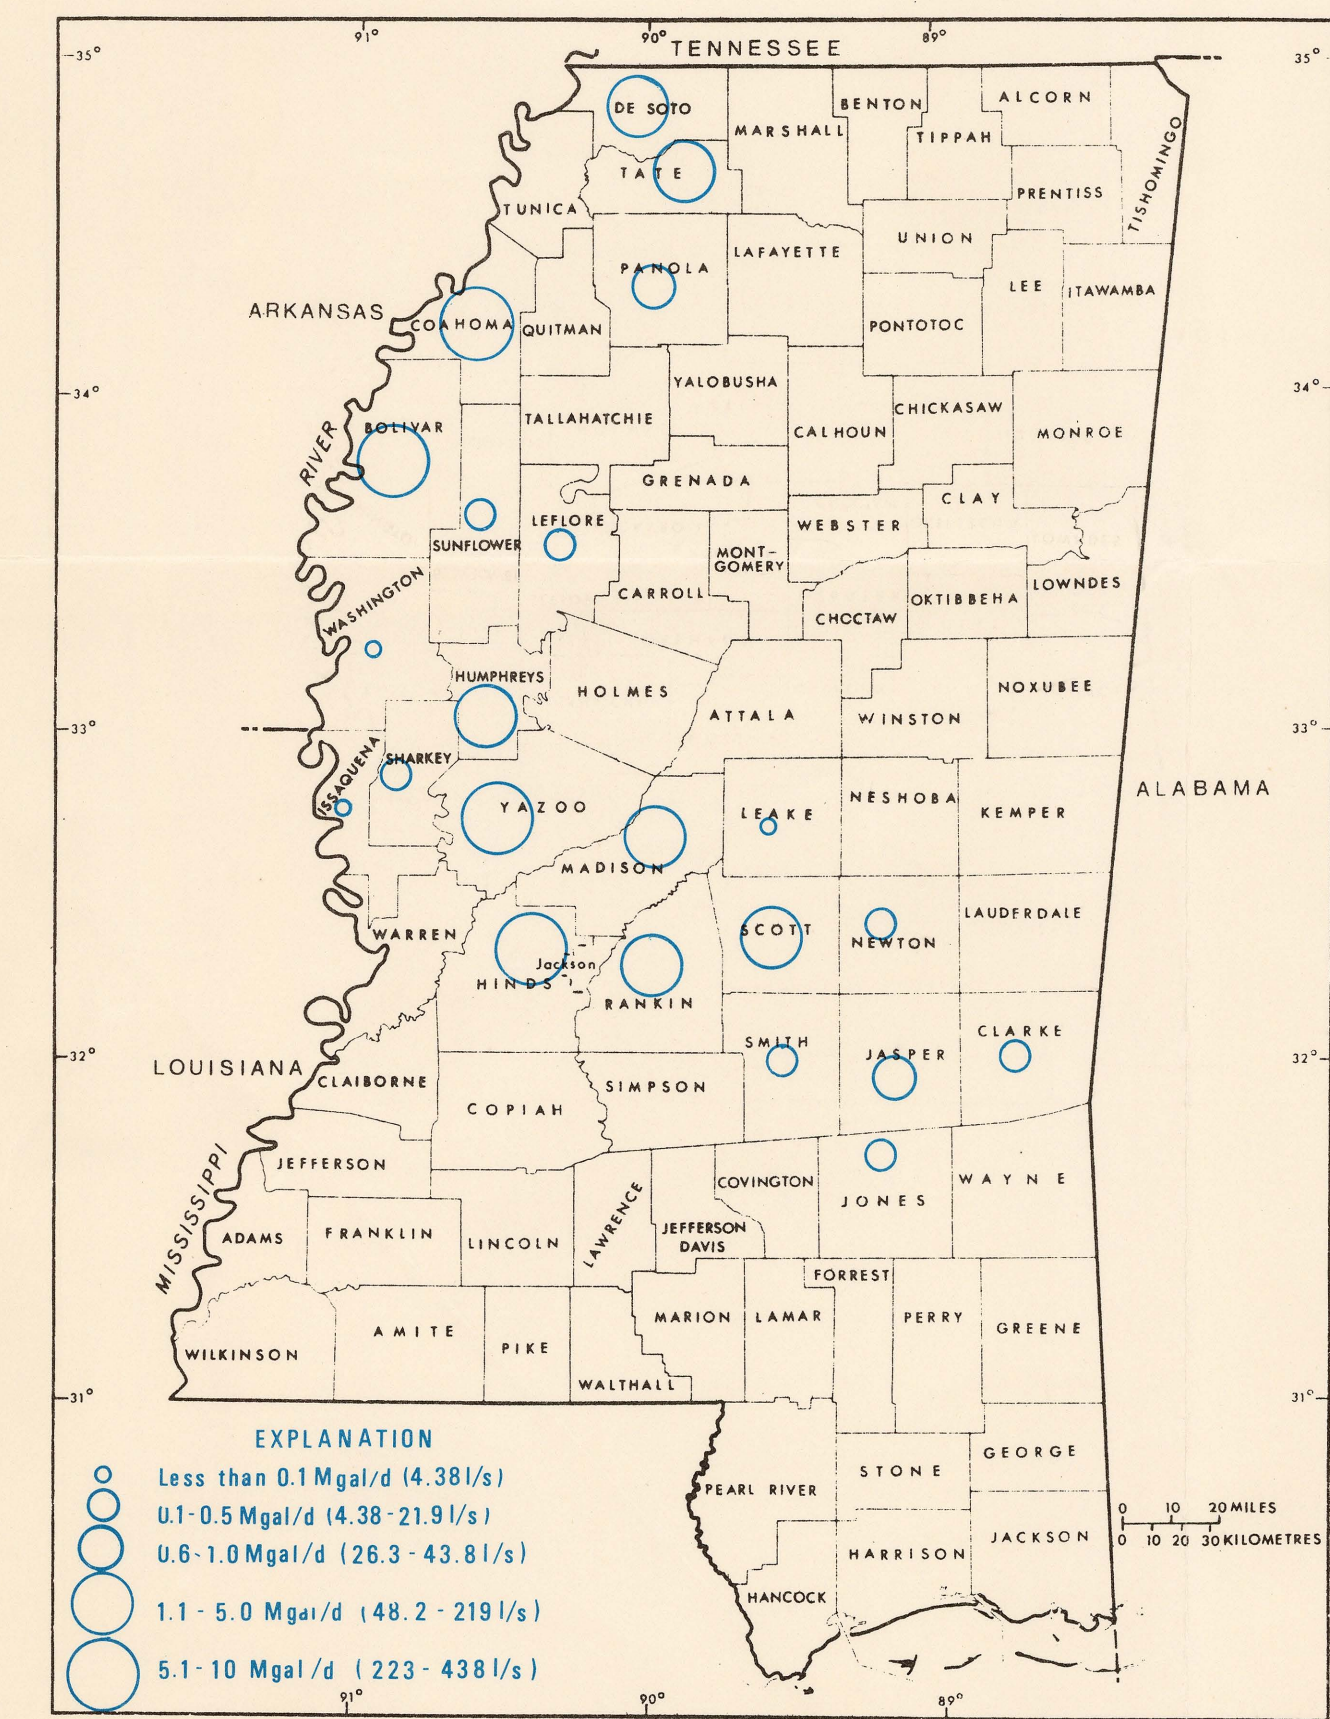 91°
90°
89°
TENNESSEE
35°
35°
DE SOTO
BENTON
ALCORN
MARSHALL
TIPPAH
TISHOMINGO
TATE
PRENTISS
TUNICA
UNION
LAFAYETTE
PANOLA
LEE
ITAWAMBA
ARKANSAS
COAHOMA
QUITMAN
PONTOTOC
34°
34°
YALOBUSHA
CHICKASAW
TALLAHATCHIE
BOLIVAR
CALHOUN
MONROE
RIVER
GRENADA
CLAY
LEFLORE
WEBSTER
SUNFLOWER
MONT-
GOMERY
WASHINGTON
CARROLL
LOWNDES
OKTIBBEHA
CHOCTAW
HUMPHREYS
HOLMES
NOXUBEE
ATTALA
WINSTON
33°
33°
ISSAQUENA
SHARKEY
ALABAMA
YAZOO
LEAKE
NESHOBA
KEMPER
MADISON
WARREN
SCOTT
NEWTON
LAUDERDALE
Jackson
HINDS
RANKIN
CLARKE
SMITH
JASPER
32°
32°
LOUISIANA
CLAIBORNE
SIMPSON
COPIAH
JEFFERSON
MISSISSIPPI
COVINGTON
WAYNE
JONES
LAWRENCE
JEFFERSON
DAVIS
ADAMS
FRANKLIN
LINCOLN
FORREST
MARION
LAMAR
PERRY
GREENE
AMITE
PIKE
WILKINSON
WALTHALL
31°
31°
EXPLANATION
Less than 0.1 Mgal/d (4.38 l/s)
0.1-0.5 Mgal/d (4.38-21.9 l/s)
0.6-1.0 Mgal/d (26.3-43.8 l/s)
1.1-5.0 Mgal/d (48.2-219 l/s)
5.1-10 Mgal/d (223-438 l/s)
GEORGE
STONE
PEARL RIVER
JACKSON
HARRISON
HANCOCK
0 10 20 MILES
0 10 20 30 KILOMETRES
91°
90°
89°